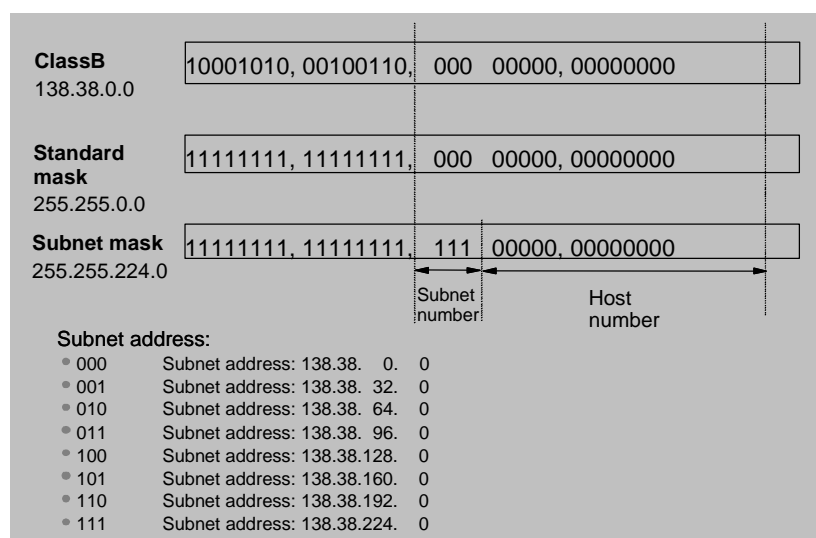 ClassB
138.38.0.0
10001010, 00100110, 000 00000, 00000000
Standard
mask
255.255.0.0
11111111, 11111111, 000 00000, 00000000
Subnet mask
255.255.224.0
11111111, 11111111, 111 00000, 00000000
Subnet
number
Host
number
Subnet address:
000 Subnet address: 138.38. 0. 0
001 Subnet address: 138.38. 32. 0
010 Subnet address: 138.38. 64. 0
011 Subnet address: 138.38. 96. 0
100 Subnet address: 138.38.128. 0
101 Subnet address: 138.38.160. 0
110 Subnet address: 138.38.192. 0
111 Subnet address: 138.38.224. 0